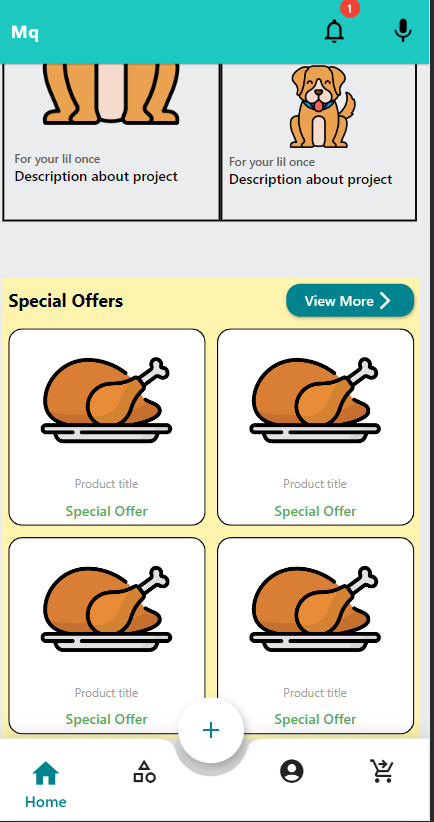 Mq
1
For your lil once
Description about project
For your lil once
Description about project
Special Offers
View More
Product title
Special Offer
Product title
Special Offer
Product title
Special Offer
Product title
Special Offer
Home